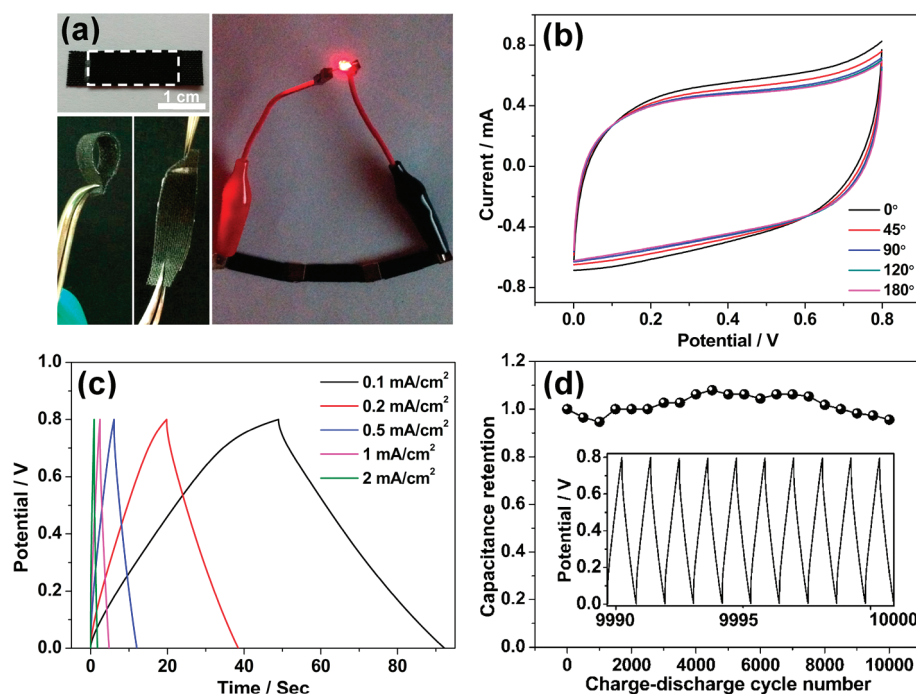 (a)
1 cm
(b)
0.8
0.4
0.0
-0.4
-0.8
Current / mA
0°
45°
90°
120°
180°
0.0 0.2 0.4 0.6 0.8
Potential / V
(c)
1.0
0.8
0.6
0.4
0.2
0.0
Potential / V
0.1 mA/cm²
0.2 mA/cm²
0.5 mA/cm²
1 mA/cm²
2 mA/cm²
0 20 40 60 80
Time / Sec
(d)
1.2
1.0
0.8
0.6
0.4
0.2
0.0
Capacitance retention
0.8
0.6
0.4
0.2
0.0
Potential / V
9990 9995 10000
0 2000 4000 6000 8000 10000
Charge-discharge cycle number